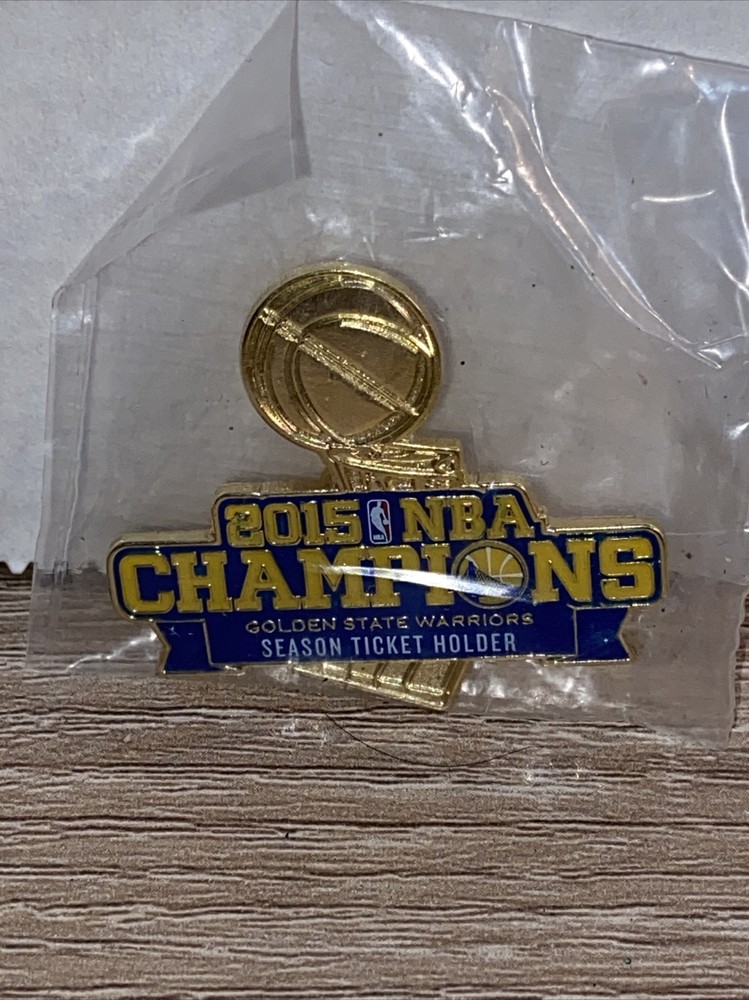 2015 NBA
CHAMPIONS
GOLDEN STATE WARRIORS
SEASON TICKET HOLDER